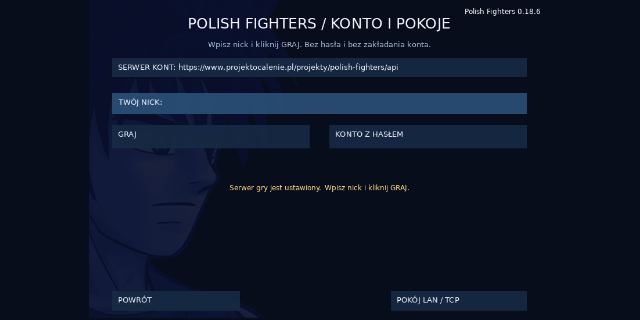 Polish Fighters 0.18.6
POLISH FIGHTERS / KONTO I POKOJE
Wpisz nick i kliknij GRAJ. Bez hasła i bez zakładania konta.
SERWER KONT: https://www.projektocalenie.pl/projekty/polish-fighters/api
TWÓJ NICK:
GRAJ
KONTO Z HASŁEM
Serwer gry jest ustawiony. Wpisz nick i kliknij GRAJ.
POWRÓT
POKÓJ LAN / TCP